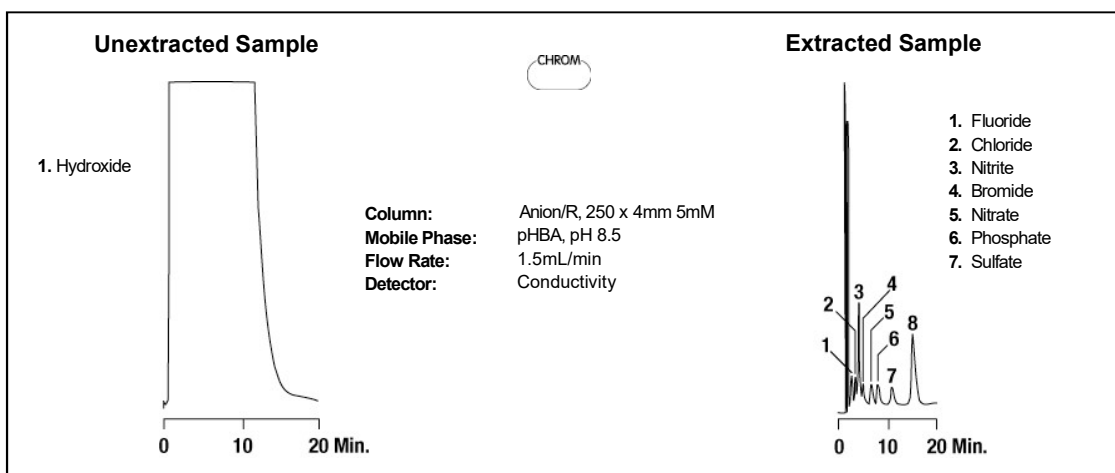 Unextracted Sample
1. Hydroxide
0 10 20 Min.
CHROM
Column: Anion/R, 250 x 4mm 5mM
Mobile Phase: pHBA, pH 8.5
Flow Rate: 1.5mL/min
Detector: Conductivity
Extracted Sample
1. Fluoride
2. Chloride
3. Nitrite
4. Bromide
5. Nitrate
6. Phosphate
7. Sulfate
4
2 3
5
8
1 6
7
0 10 20 Min.